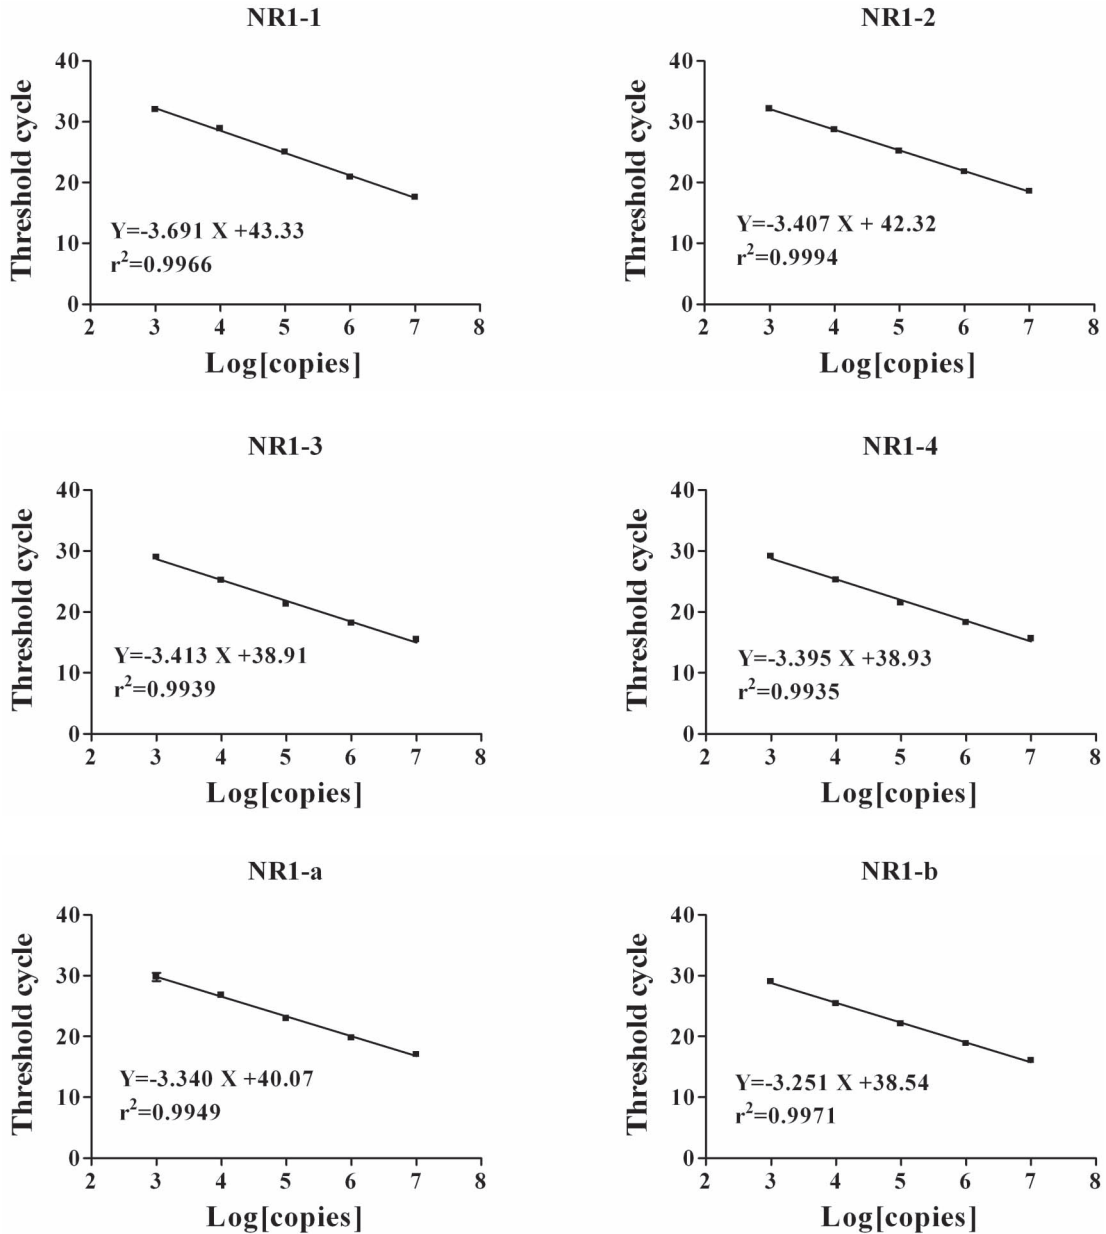 NR1-1
Threshold cycle
40
30
20
10
0
Y=-3.691 X +43.33
r²=0.9966
2 3 4 5 6 7 8
Log[copies]
NR1-2
Threshold cycle
40
30
20
10
0
Y=-3.407 X + 42.32
r²=0.9994
2 3 4 5 6 7 8
Log[copies]
NR1-3
Threshold cycle
40
30
20
10
0
Y=-3.413 X +38.91
r²=0.9939
2 3 4 5 6 7 8
Log[copies]
NR1-4
Threshold cycle
40
30
20
10
0
Y=-3.395 X +38.93
r²=0.9935
2 3 4 5 6 7 8
Log[copies]
NR1-a
Threshold cycle
40
30
20
10
0
Y=-3.340 X +40.07
r²=0.9949
2 3 4 5 6 7 8
Log[copies]
NR1-b
Threshold cycle
40
30
20
10
0
Y=-3.251 X +38.54
r²=0.9971
2 3 4 5 6 7 8
Log[copies]